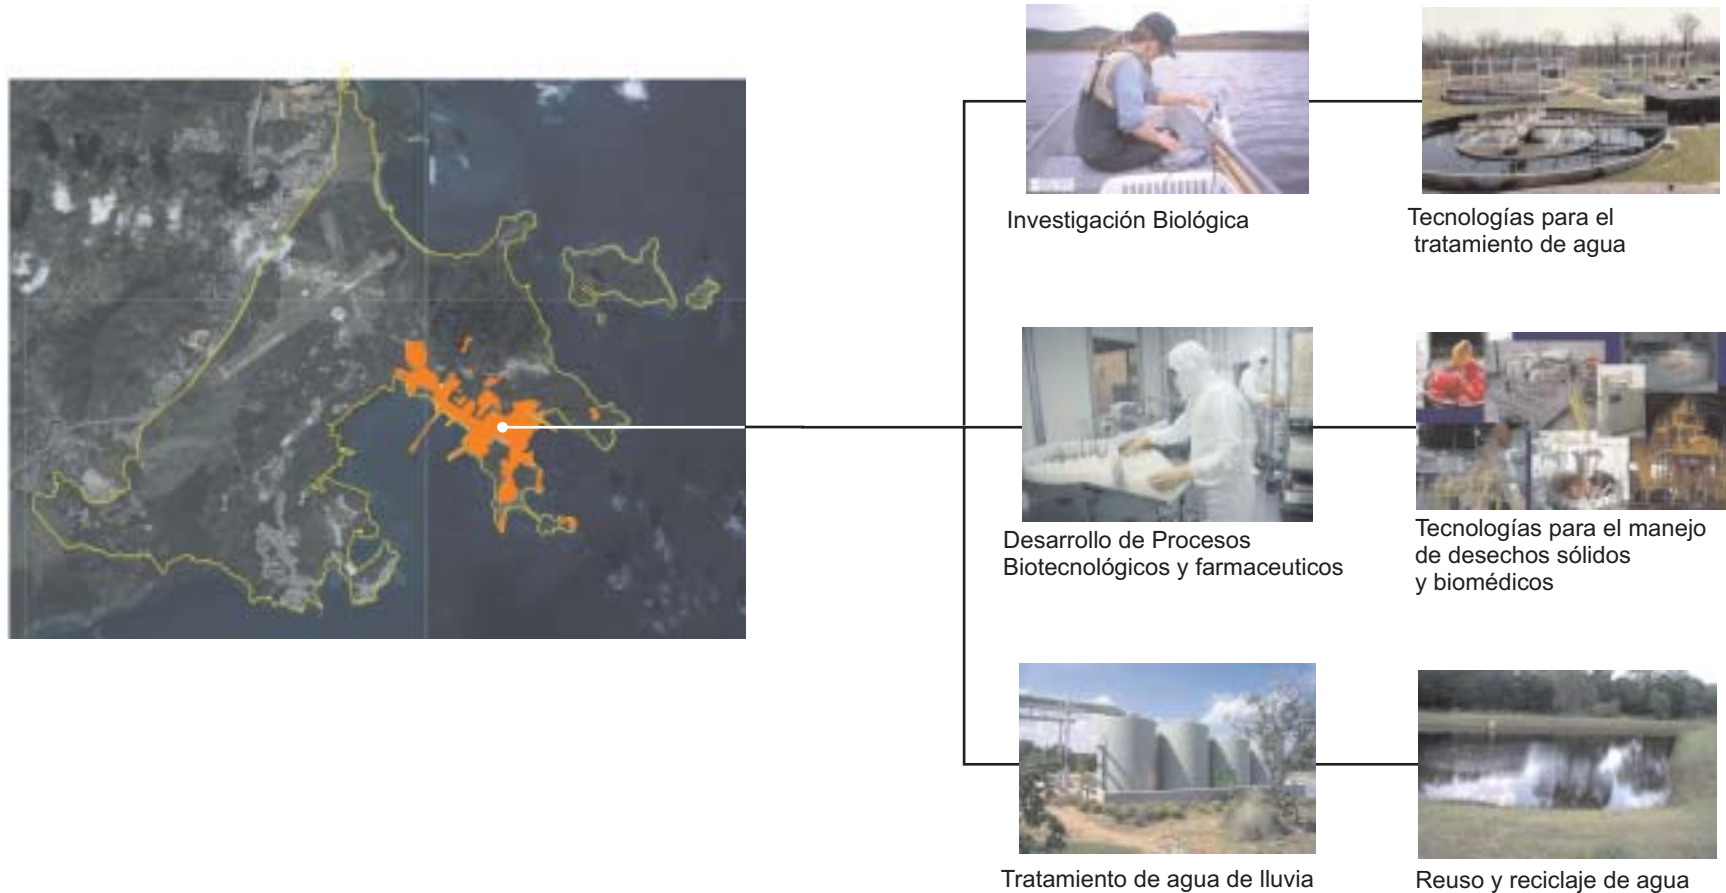 Investigación Biológica
Tecnologías para el
tratamiento de agua
Desarrollo de Procesos
Biotecnológicos y farmaceuticos
Tecnologías para el manejo
de desechos sólidos
y biomédicos
Tratamiento de agua de lluvia
Reuso y reciclaje de agua